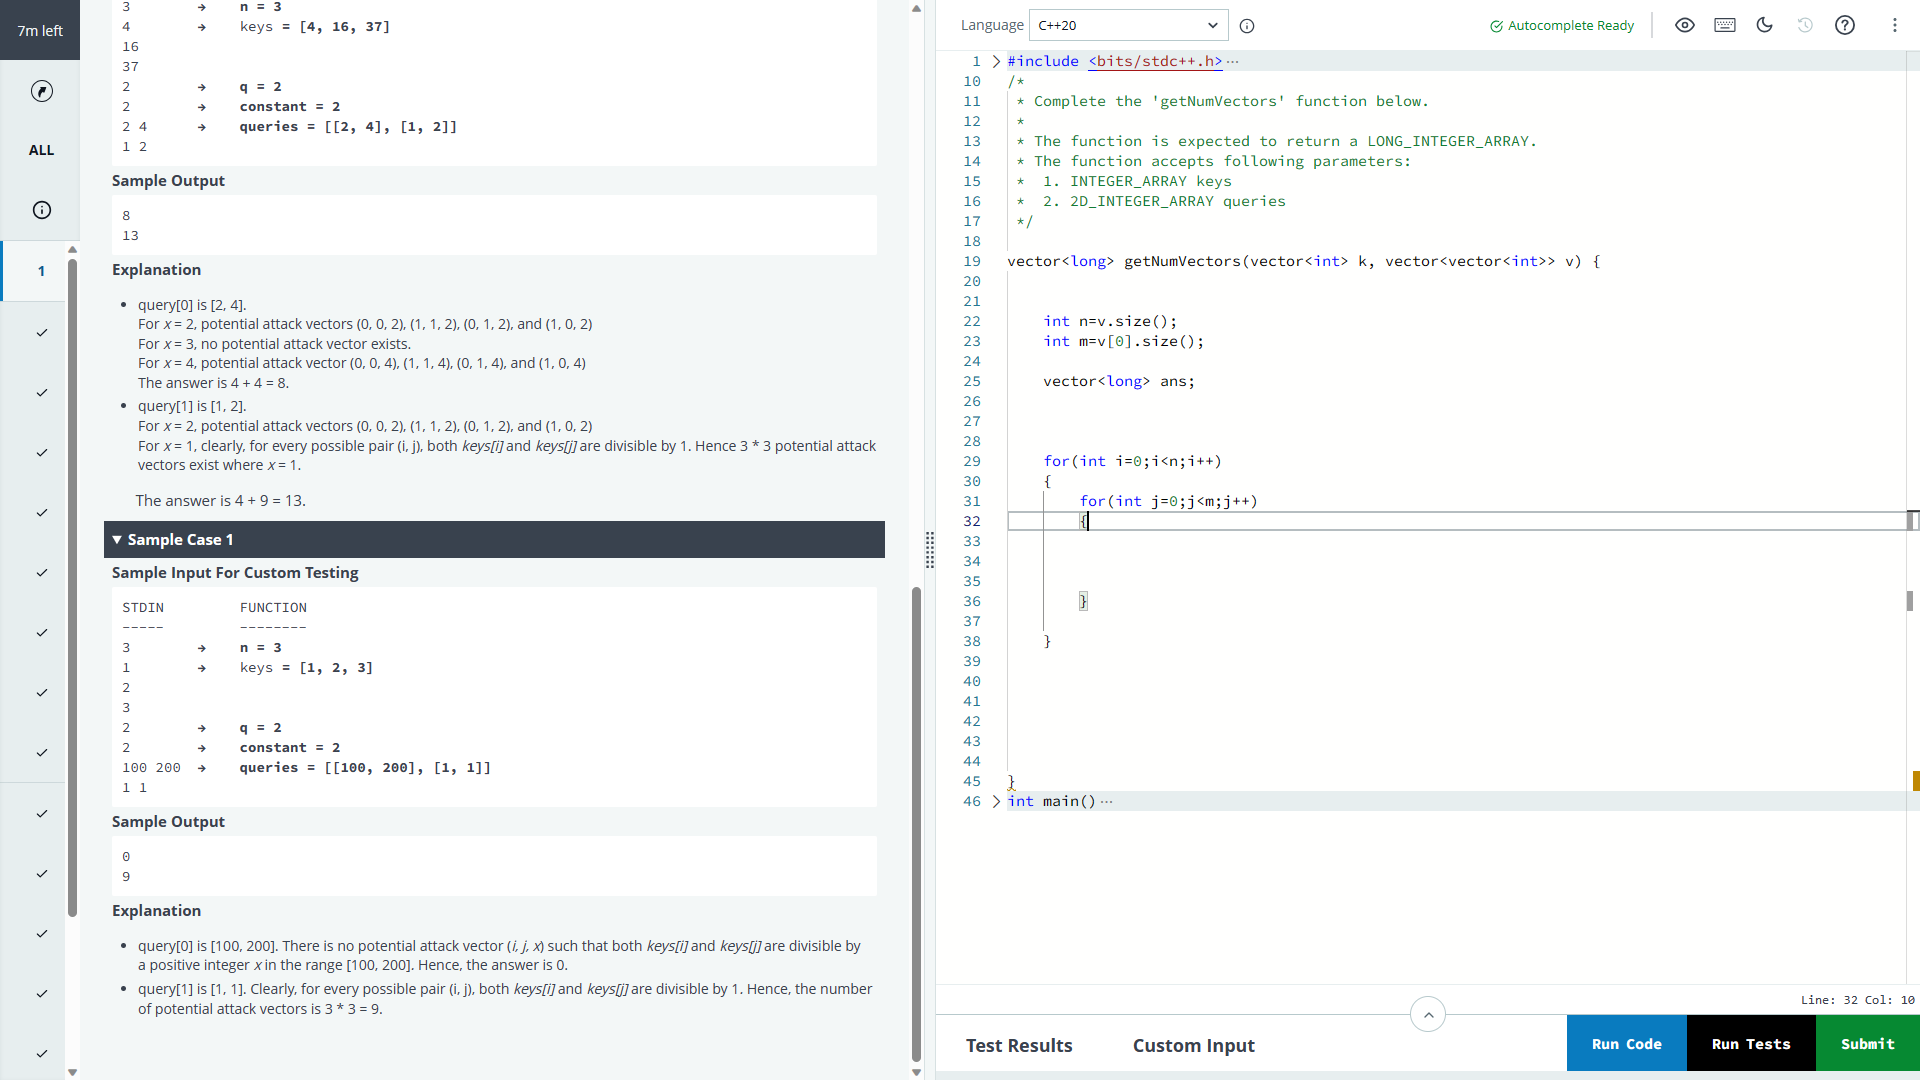 7m left
ALL
1
3 → n = 3
4 → keys = [4, 16, 37]
16
37
2 → q = 2
2 → constant = 2
2 4 → queries = [[2, 4], [1, 2]]
1 2
Sample Output
8
13
Explanation
• query[0] is [2, 4].
For x = 2, potential attack vectors (0, 0, 2), (1, 1, 2), (0, 1, 2), and (1, 0, 2)
For x = 3, no potential attack vector exists.
For x = 4, potential attack vector (0, 0, 4), (1, 1, 4), (0, 1, 4), and (1, 0, 4)
The answer is 4 + 4 = 8.
• query[1] is [1, 2].
For x = 2, potential attack vectors (0, 0, 2), (1, 1, 2), (0, 1, 2), and (1, 0, 2)
For x = 1, clearly, for every possible pair (i, j), both keys[i] and keys[j] are divisible by 1. Hence 3 * 3 potential attack
vectors exist where x = 1.
The answer is 4 + 9 = 13.
▼ Sample Case 1
Sample Input For Custom Testing
STDIN FUNCTION
----- --------
3 → n = 3
1 → keys = [1, 2, 3]
2
3
2 → q = 2
2 → constant = 2
100 200 → queries = [[100, 200], [1, 1]]
1 1
Sample Output
0
9
Explanation
• query[0] is [100, 200]. There is no potential attack vector (i, j, x) such that both keys[i] and keys[j] are divisible by
a positive integer x in the range [100, 200]. Hence, the answer is 0.
• query[1] is [1, 1]. Clearly, for every possible pair (i, j), both keys[i] and keys[j] are divisible by 1. Hence, the number
of potential attack vectors is 3 * 3 = 9.
Language C++20 Autocomplete Ready
1 #include <bits/stdc++.h> ···
10 /*
11 * Complete the 'getNumVectors' function below.
12 *
13 * The function is expected to return a LONG_INTEGER_ARRAY.
14 * The function accepts following parameters:
15 * 1. INTEGER_ARRAY keys
16 * 2. 2D_INTEGER_ARRAY queries
17 */
18
19 vector<long> getNumVectors(vector<int> k, vector<vector<int>> v) {
20
21
22 int n=v.size();
23 int m=v[0].size();
24
25 vector<long> ans;
26
27
28
29 for(int i=0;i<n;i++)
30 {
31 for(int j=0;j<m;j++)
32 {
33
34
35
36 }
37
38 }
39
40
41
42
43
44
45 }
46 int main() ···
Line: 32 Col: 10
Test Results Custom Input Run Code Run Tests Submit